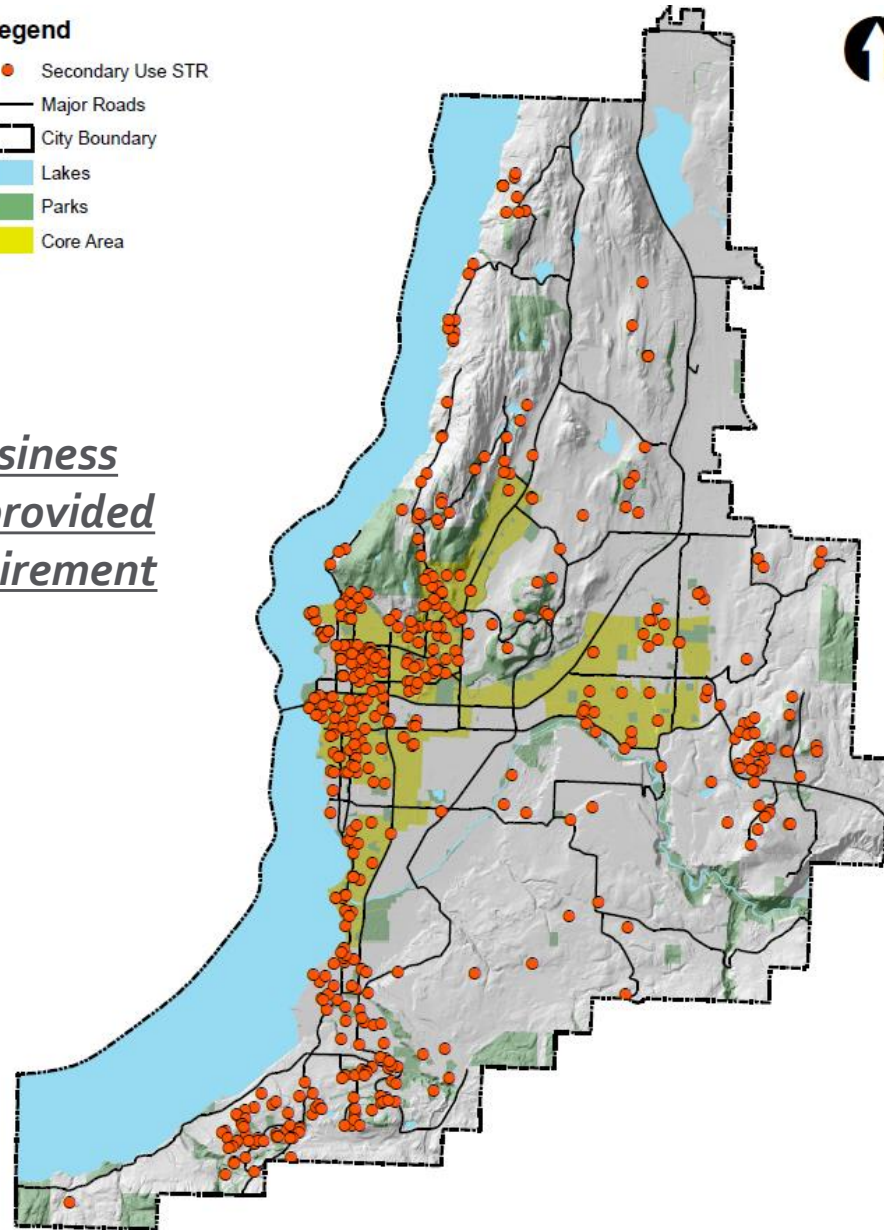 egend
Secondary Use STR
Major Roads
City Boundary
Lakes
Parks
Core Area
siness
provided
irement